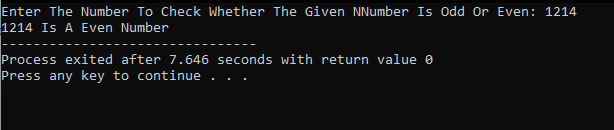 Enter The Number To Check Whether The Given NNumber Is Odd Or Even: 1214
1214 Is A Even Number
--------------------------------
Process exited after 7.646 seconds with return value 0
Press any key to continue . . .